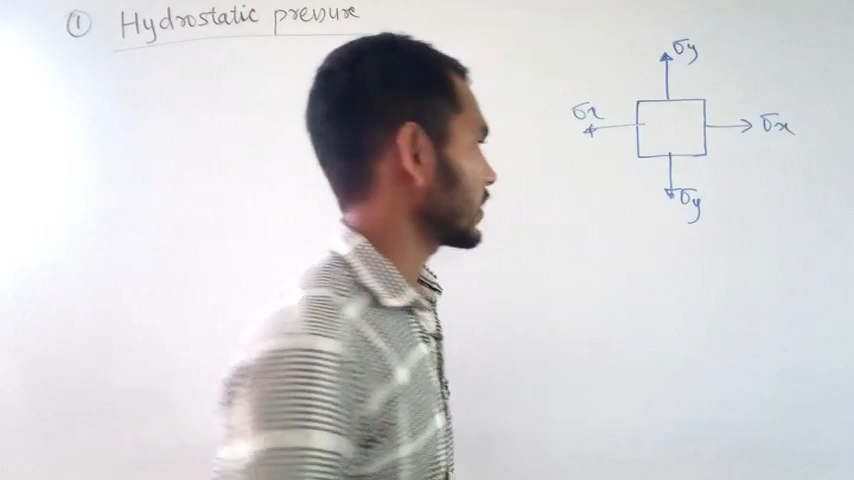 ① Hydrostatic pressure
σy
σx
σx
σy